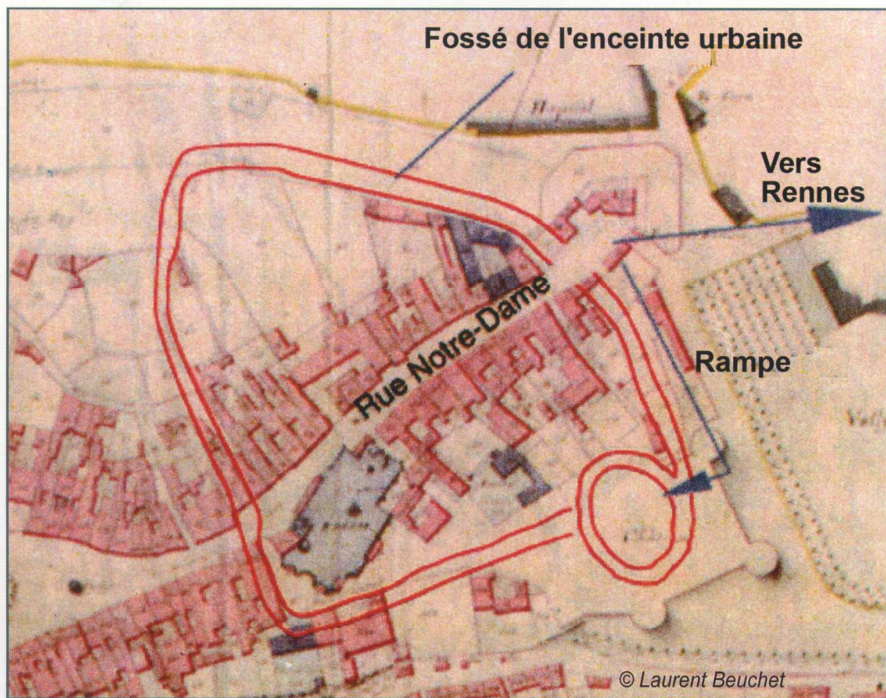 Fossé de l'enceinte urbaine
Vers
Rennes
Rue Notre-Dame
Rampe
© Laurent Beuchet